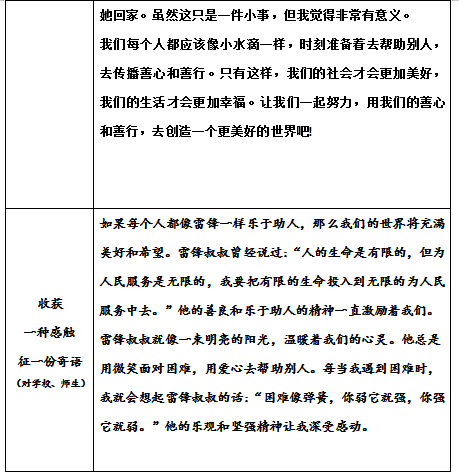 她回家。虽然这只是一件小事，但我觉得非常有意义。
我们每个人都应该像小水滴一样，时刻准备着去帮助别人，
去传播善心和善行。只有这样，我们的社会才会更加美好，
我们的生活才会更加幸福。让我们一起努力，用我们的善心
和善行，去创造一个更美好的世界吧!
收获
一种感触
征一份寄语
（对学校、师生）
如果每个人都像雷锋一样乐于助人，那么我们的世界将充满
美好和希望。雷锋叔叔曾经说过：“人的生命是有限的，但为
人民服务是无限的，我要把有限的生命投入到无限的为人民
服务中去。”他的善良和乐于助人的精神一直激励着我们。
雷锋叔叔就像一束明亮的阳光，温暖着我们的心灵。他总是
用微笑面对困难，用爱心去帮助别人。每当我遇到困难时，
我就会想起雷锋叔叔的话：“困难像弹簧，你弱它就强，你强
它就弱。”他的乐观和坚强精神让我深受感动。